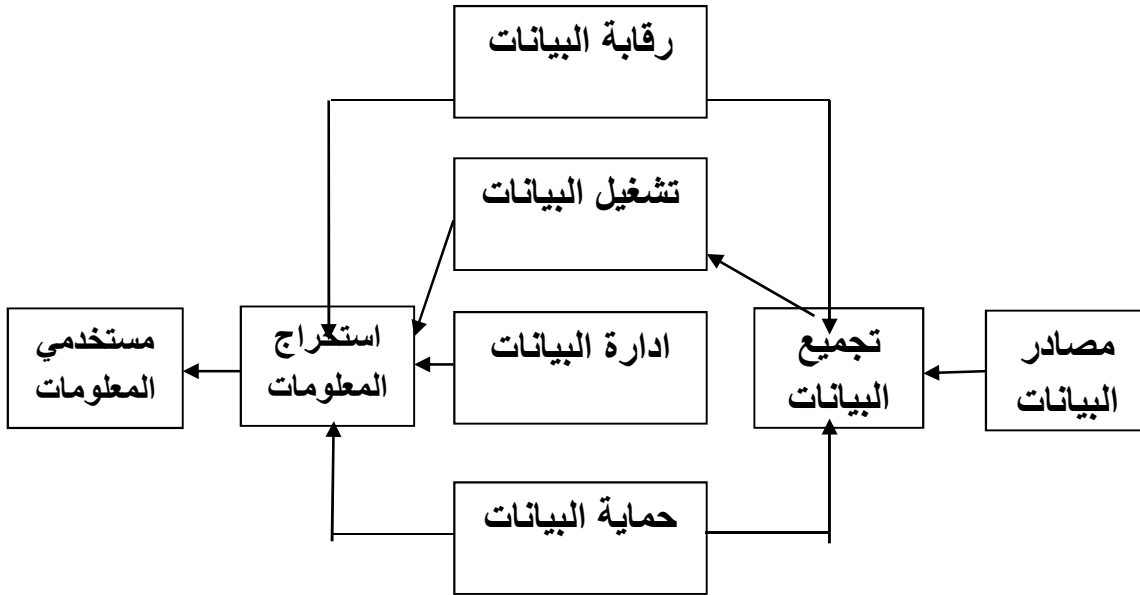 رقابة البيانات
تشغيل البيانات
مصادر
البيانات
تجميع
البيانات
ادارة البيانات
استخراج
المعلومات
مستخدمي
المعلومات
حماية البيانات